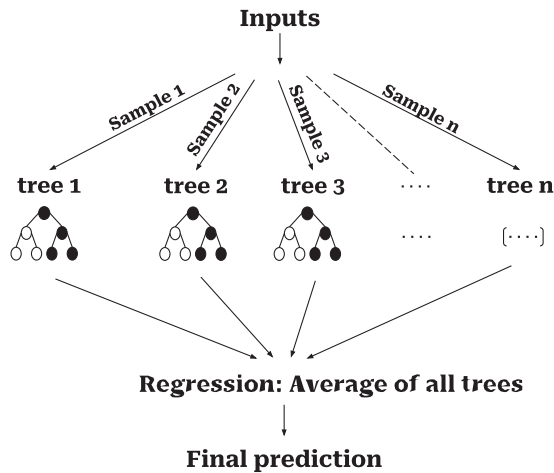 Inputs
Sample 1
Sample 2
Sample 3
Sample n
tree 1 tree 2 tree 3 .... tree n
.... [....]
Regression: Average of all trees
Final prediction